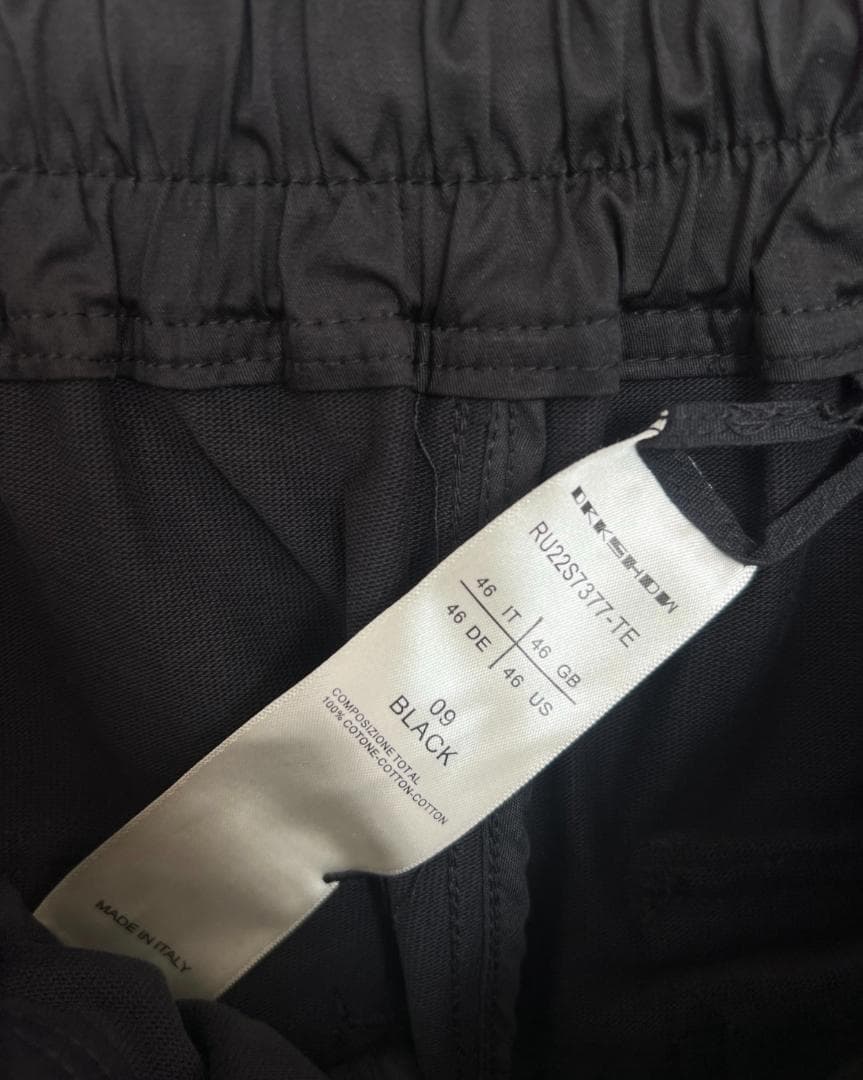 DKKSHDW
RU22S7377-TE
46 IT | 46 GB
46 DE | 46 US
09
BLACK
COMPOSIZIONE TOTAL
100% COTONE-COTTON-COTTON
MADE IN ITALY